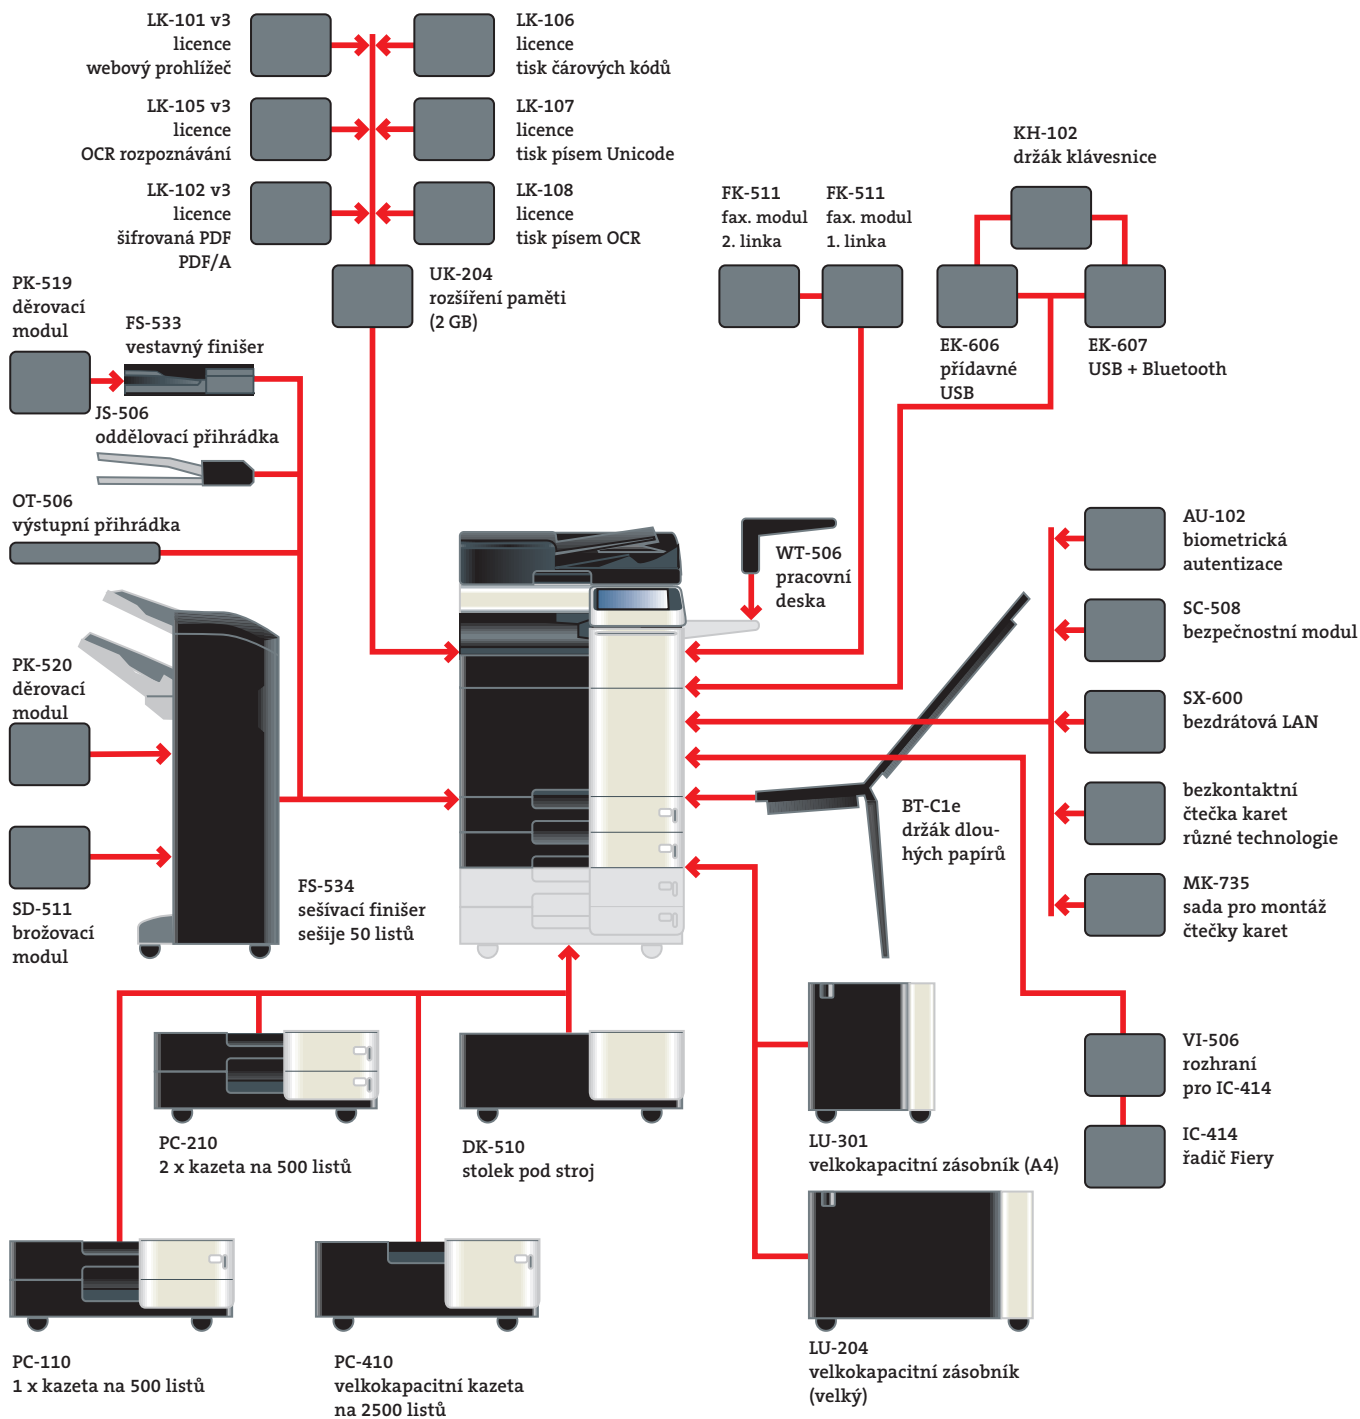 LK-101 v3
licence
webový prohlížeč
LK-106
licence
tisk čárových kódů
LK-105 v3
licence
OCR rozpoznávání
LK-107
licence
tisk písem Unicode
LK-102 v3
licence
šifrovaná PDF
PDF/A
LK-108
licence
tisk písem OCR
UK-204
rozšíření paměti
(2 GB)
FK-511
fax. modul
2. linka
FK-511
fax. modul
1. linka
KH-102
držák klávesnice
EK-606
přídavné
USB
EK-607
USB + Bluetooth
PK-519
děrovací
modul
FS-533
vestavný finišer
JS-506
oddělovací přihrádka
OT-506
výstupní přihrádka
WT-506
pracovní
deska
AU-102
biometrická
autentizace
SC-508
bezpečnostní modul
SX-600
bezdrátová LAN
bezkontaktní
čtečka karet
různé technologie
MK-735
sada pro montáž
čtečky karet
PK-520
děrovací
modul
SD-511
brožovací
modul
FS-534
sešívací finišer
sešije 50 listů
BT-C1e
držák dlou-
hých papírů
VI-506
rozhraní
pro IC-414
IC-414
řadič Fiery
PC-210
2 x kazeta na 500 listů
DK-510
stolek pod stroj
LU-301
velkokapacitní zásobník (A4)
PC-110
1 x kazeta na 500 listů
PC-410
velkokapacitní kazeta
na 2500 listů
LU-204
velkokapacitní zásobník
(velký)